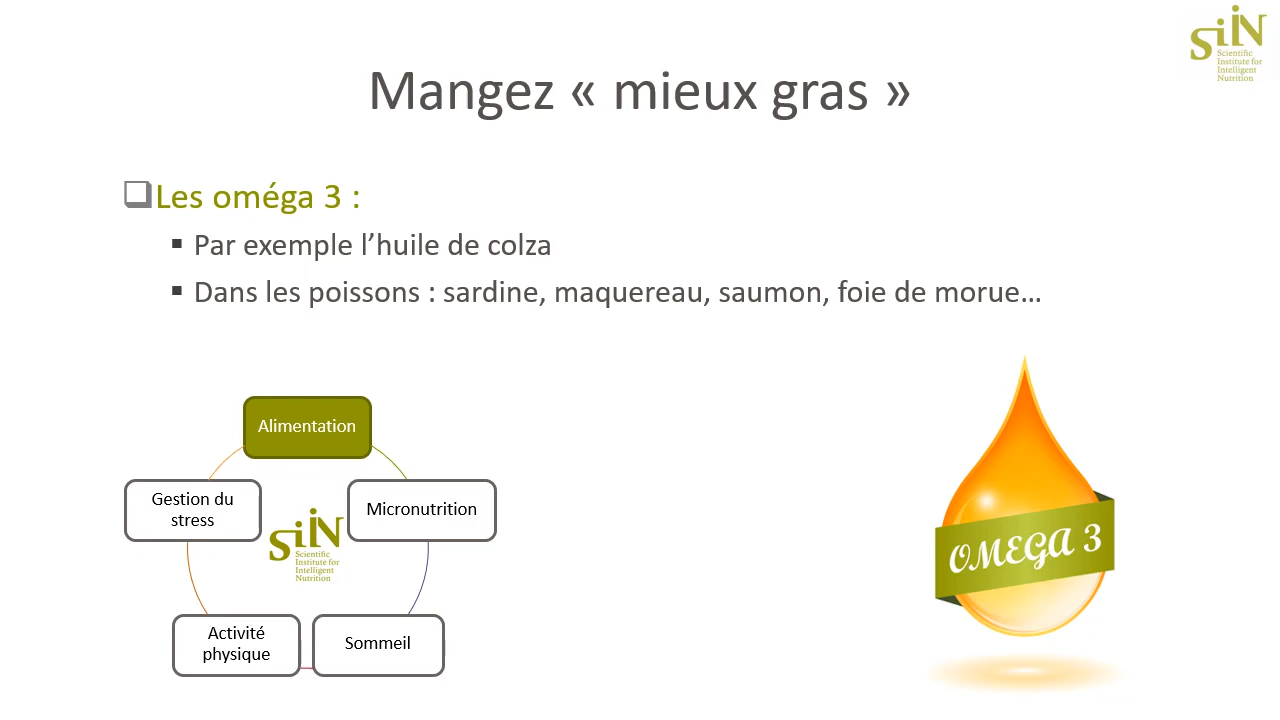 SiiN
Scientific
Institute for
Intelligent
Nutrition
Mangez « mieux gras »
Les oméga 3 :
Par exemple l’huile de colza
Dans les poissons : sardine, maquereau, saumon, foie de morue…
Alimentation
Gestion du
stress
Micronutrition
SiiN
Scientific
Institute for
Intelligent
Nutrition
Activité
physique
Sommeil
OMEGA 3